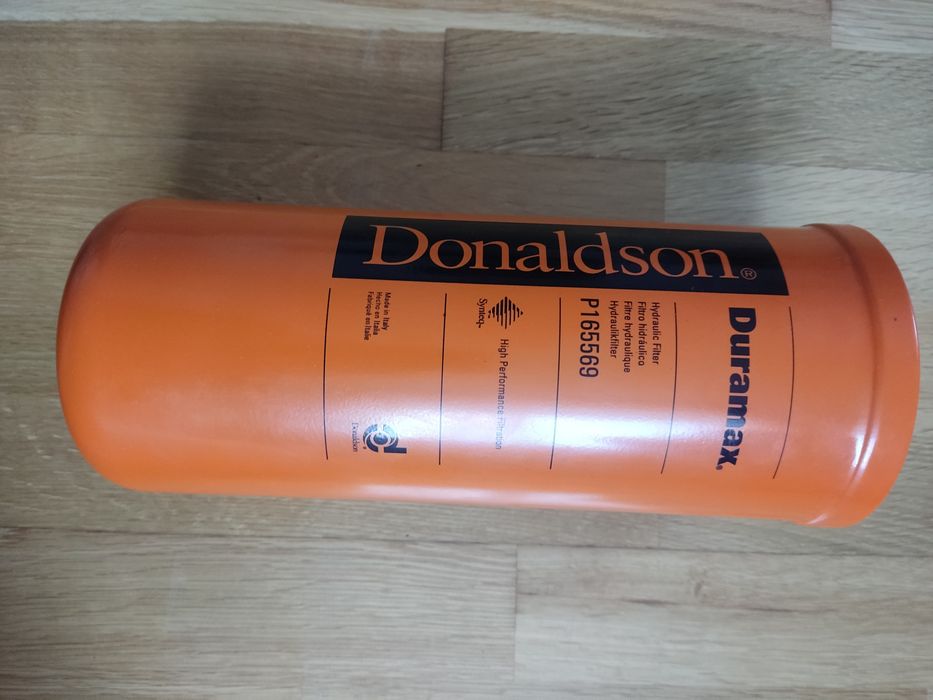 Donaldson®
Duramax®
Hydraulic Filter
Filtro hidráulico
Filtre hydraulique
Hydraulikfilter
P165569
Synteq™
High Performance Filtration
Made in Italy
Hecho en Italia
Fabriqué en Italie
Donaldson